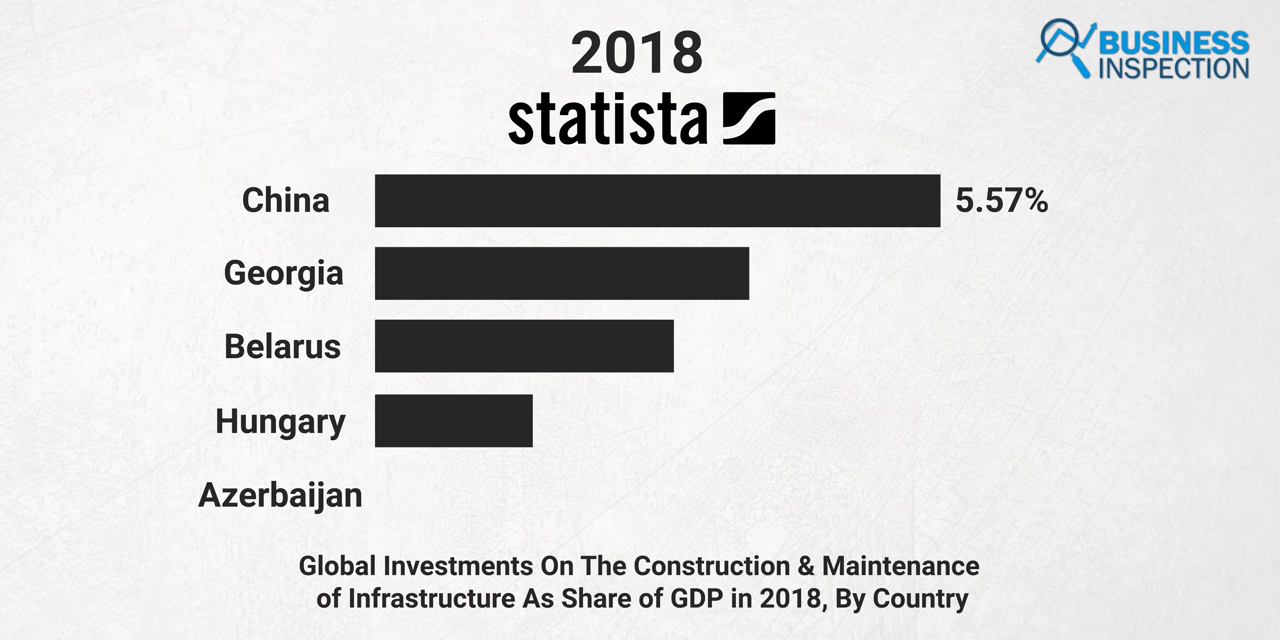 2018
BUSINESS
INSPECTION
statista
China 5.57%
Georgia
Belarus
Hungary
Azerbaijan
Global Investments On The Construction & Maintenance
of Infrastructure As Share of GDP in 2018, By Country